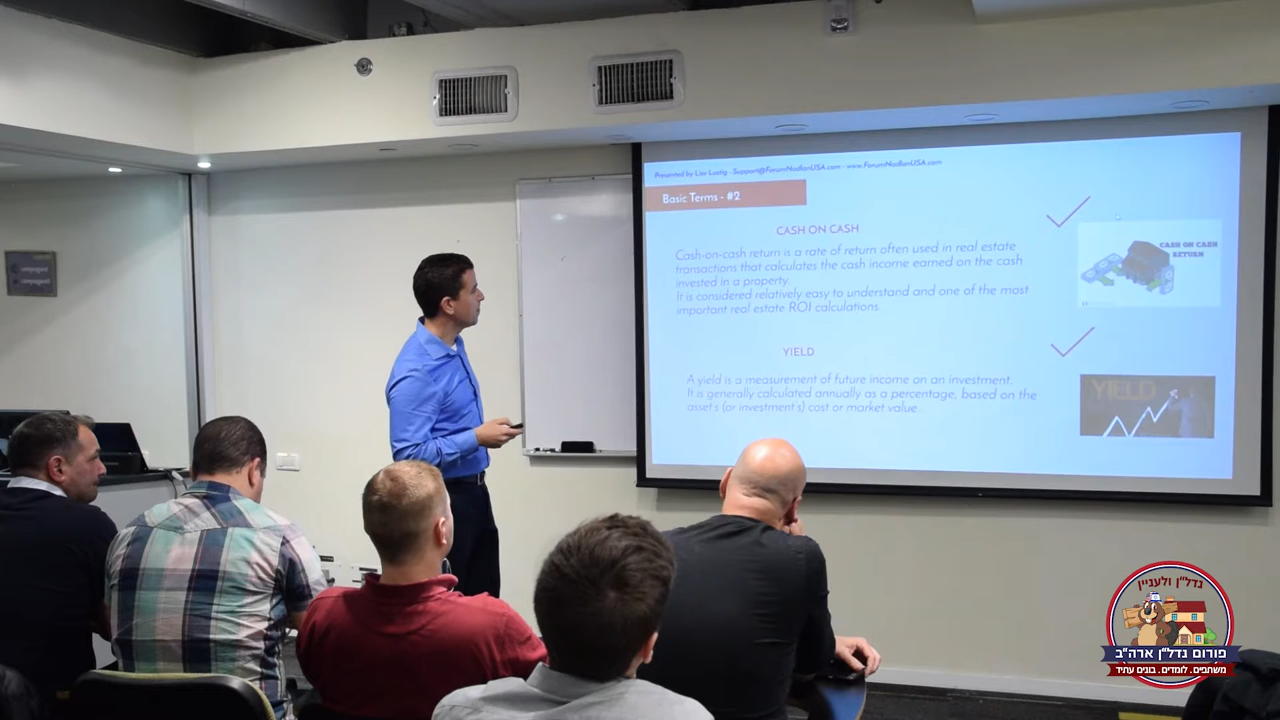 Presented by Lior Lustig - Support@ForumNadlanUSA.com - www.ForumNadlanUSA.com
Basic Terms - #2
CASH ON CASH
Cash-on-cash return is a rate of return often used in real estate
transactions that calculates the cash income earned on the cash
invested in a property.
It is considered relatively easy to understand and one of the most
important real estate ROI calculations.
CASH ON CASH
RETURN
YIELD
A yield is a measurement of future income on an investment.
It is generally calculated annually as a percentage, based on the
asset s (or investment s) cost or market value.
YIELD
נדל"ן ולעניין
פורום נדל"ן ארה"ב
משתפים. לומדים. בונים עתיד